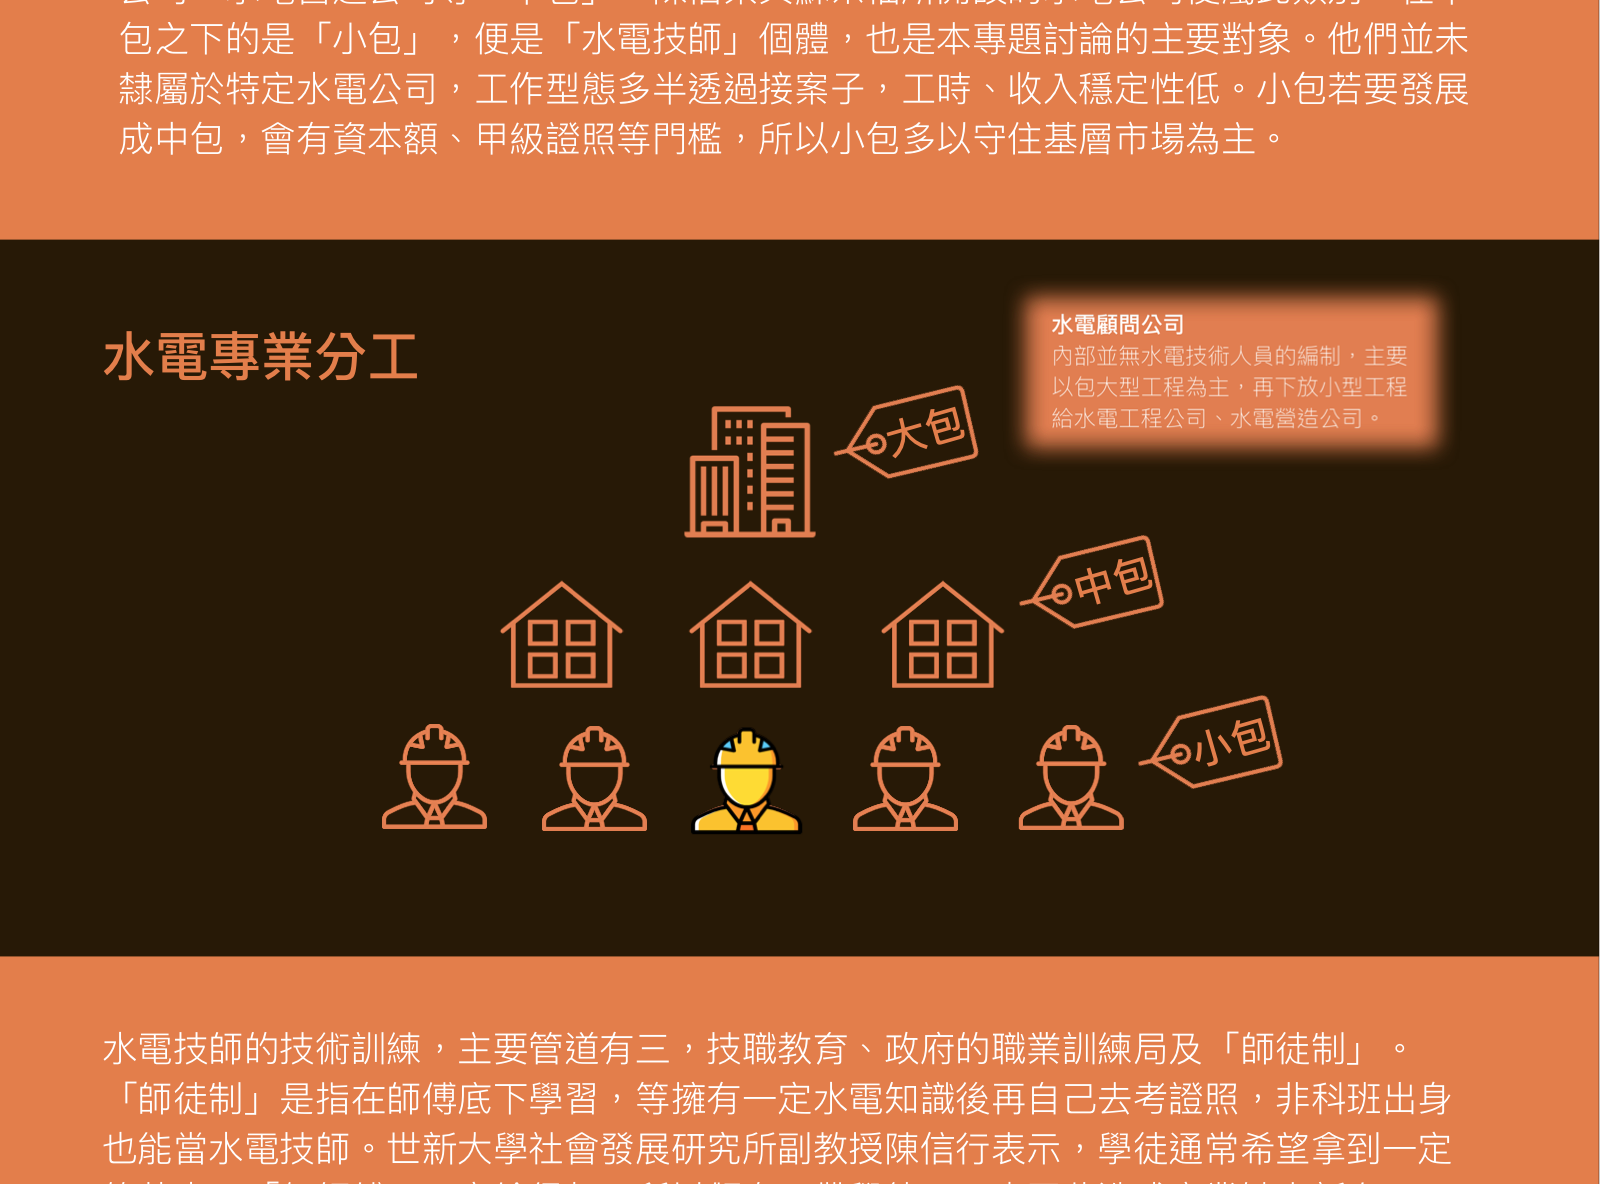 包之下的是「小包」，便是「水電技師」個體，也是本專題討論的主要對象。他們並未
隸屬於特定水電公司，工作型態多半透過接案子，工時、收入穩定性低。小包若要發展
成中包，會有資本額、甲級證照等門檻，所以小包多以守住基層市場為主。
水電專業分工
水電顧問公司
內部並無水電技術人員的編制，主要
以包大型工程為主，再下放小型工程
給水電工程公司、水電營造公司。
大包
中包
小包
水電技師的技術訓練，主要管道有三，技職教育、政府的職業訓練局及「師徒制」。
「師徒制」是指在師傅底下學習，等擁有一定水電知識後再自己去考證照，非科班出身
也能當水電技師。世新大學社會發展研究所副教授陳信行表示，學徒通常希望拿到一定